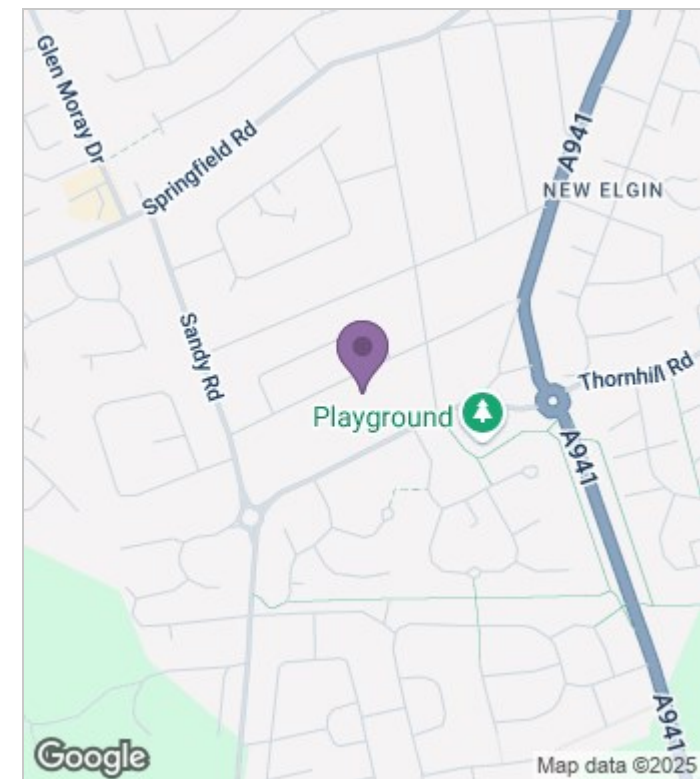 Glen Moray Dr
Springfield Rd
A941
NEW ELGIN
Sandy Rd
Thornhill Rd
Playground
A941
A941
Google
Map data ©2025